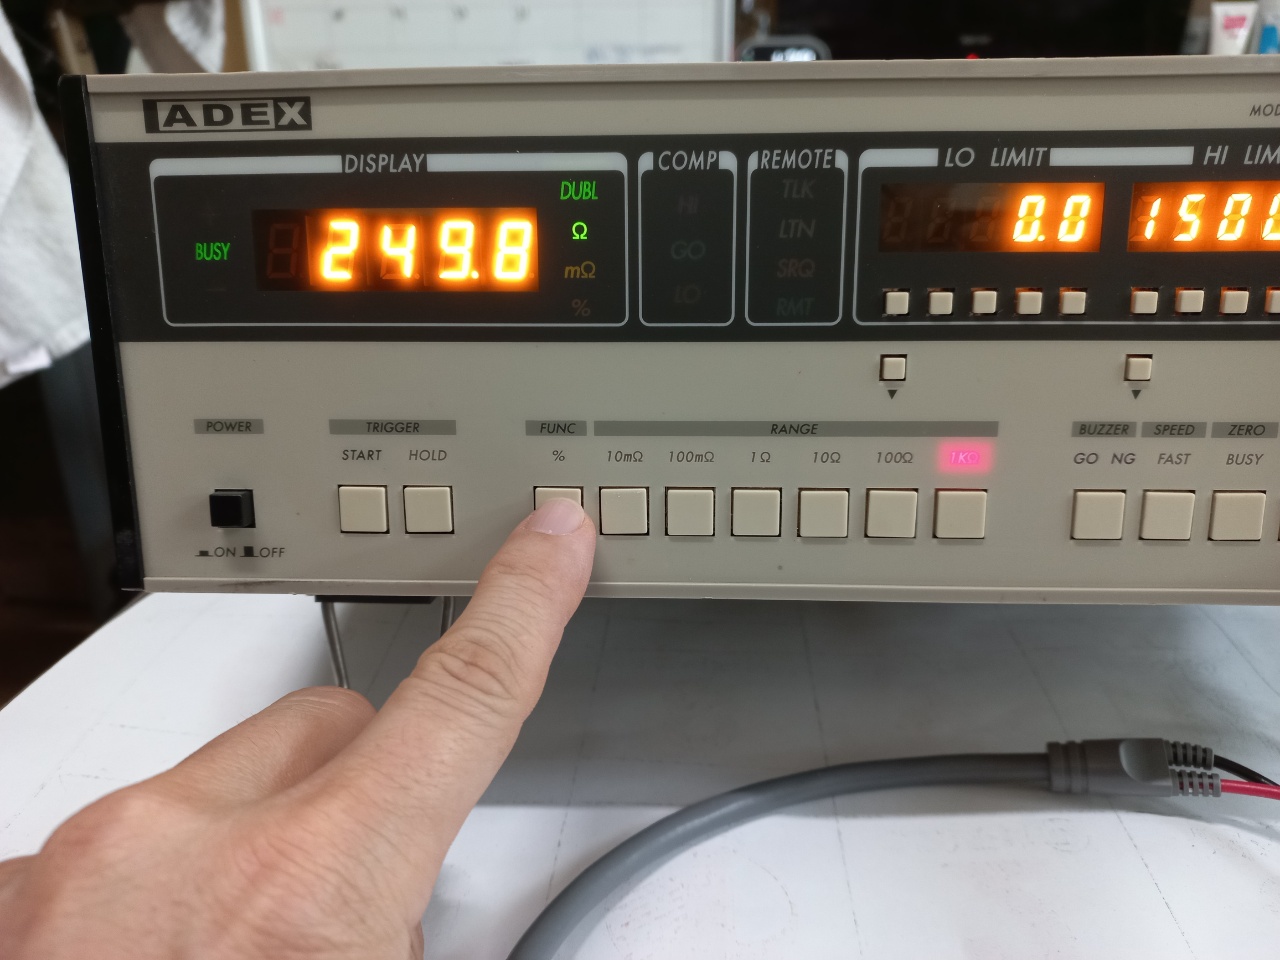 ADEX
MOD
DISPLAY
COMP
REMOTE
LO LIMIT
HI LIM
BUSY
249.8
DUBL
Ω
mΩ
%
HI
GO
LO
TLK
LTN
SRQ
RMT
0.0
1500
POWER
TRIGGER
FUNC
RANGE
BUZZER
SPEED
ZERO
START
HOLD
%
10mΩ
100mΩ
1Ω
10Ω
100Ω
1KΩ
GO NG
FAST
BUSY
ON
OFF